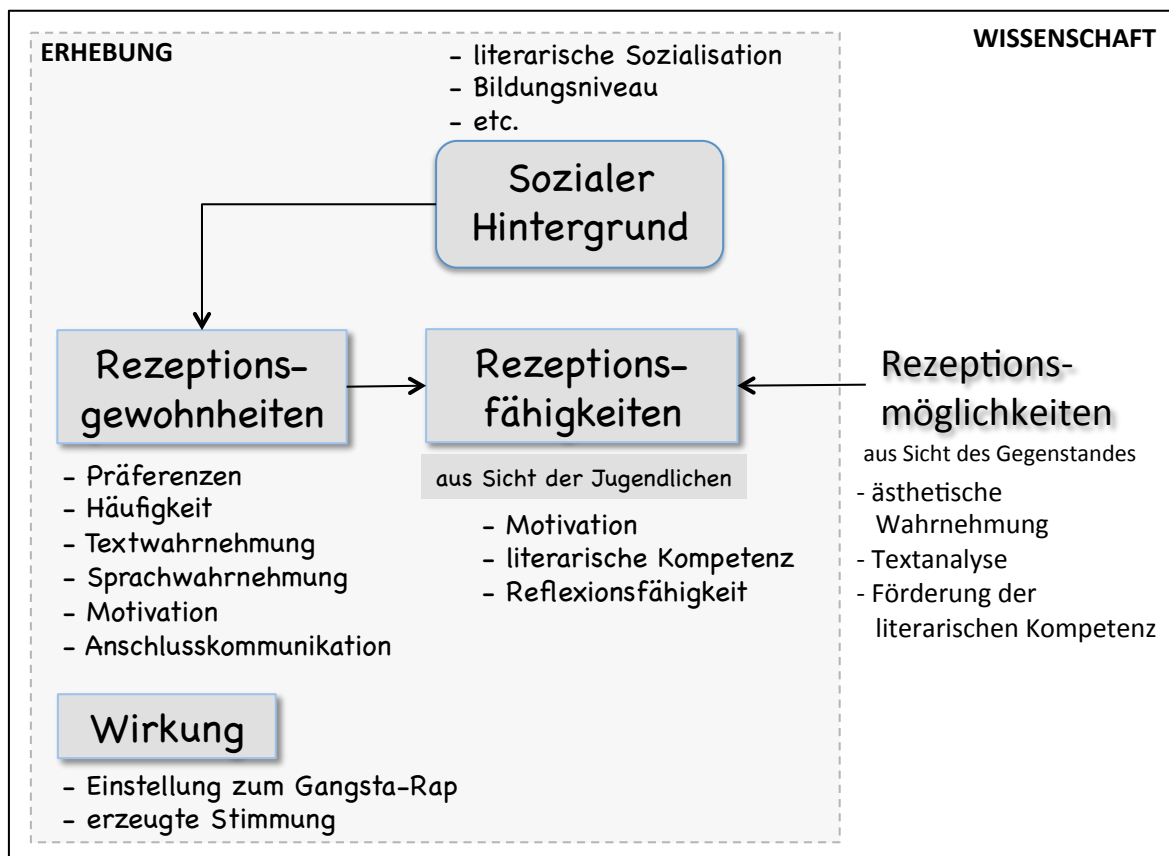 ERHEBUNG
WISSENSCHAFT
- literarische Sozialisation
- Bildungsniveau
- etc.
Sozialer
Hintergrund
Rezeptions-
gewohnheiten
- Präferenzen
- Häufigkeit
- Textwahrnehmung
- Sprachwahrnehmung
- Motivation
- Anschlusskommunikation
Rezeptions-
fähigkeiten
aus Sicht der Jugendlichen
- Motivation
- literarische Kompetenz
- Reflexionsfähigkeit
Rezeptions-
möglichkeiten
aus Sicht des Gegenstandes
- ästhetische
Wahrnehmung
- Textanalyse
- Förderung der
literarischen Kompetenz
Wirkung
- Einstellung zum Gangsta-Rap
- erzeugte Stimmung